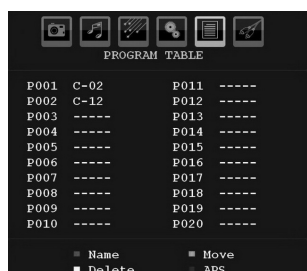 PROGRAM TABLE
P001 C-02 P011 -----
P002 C-12 P012 -----
P003 ----- P013 -----
P004 ----- P014 -----
P005 ----- P015 -----
P006 ----- P016 -----
P007 ----- P017 -----
P008 ----- P018 -----
P009 ----- P019 -----
P010 ----- P020 -----
Name Move
Delete APS